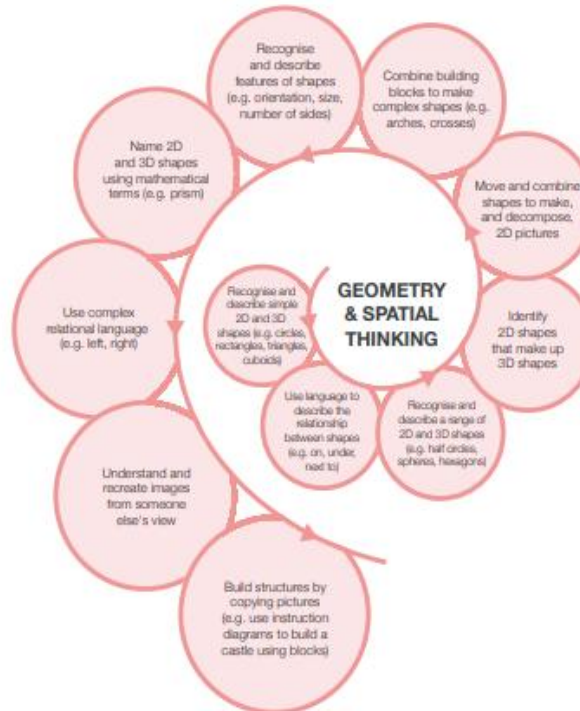 GEOMETRY
& SPATIAL
THINKING
Recognise and
describe simple
2D and 3D
shapes (e.g. circles,
rectangles, triangles,
cuboids)
Use language to
describe the
relationship
between shapes
(e.g. on, under,
next to)
Recognise and
describe a range of
2D and 3D shapes
(e.g. half circles,
spheres, hexagons)
Identify
2D shapes
that make up
3D shapes
Move and combine
shapes to make,
and decompose,
2D pictures
Combine building
blocks to make
complex shapes (e.g.
arches, crosses)
Recognise
and describe
features of shapes
(e.g. orientation, size,
number of sides)
Name 2D
and 3D shapes
using mathematical
terms (e.g. prism)
Use complex
relational language
(e.g. left, right)
Understand and
recreate images
from someone
else's view
Build structures by
copying pictures
(e.g. use instruction
diagrams to build a
castle using blocks)